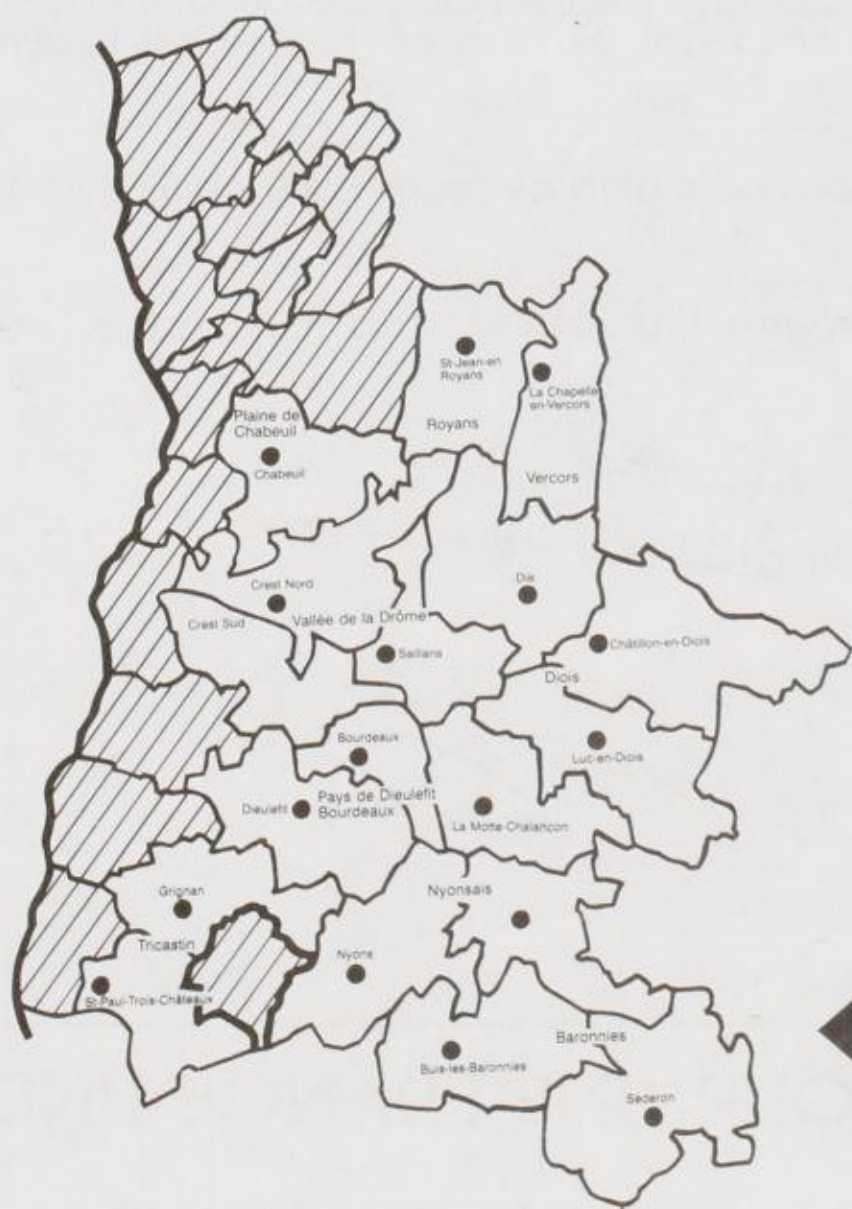 St-Jean-en
Royans
La Chapelle
en-Vercors
Plaine de
Chabeuil
Royans
Chabeuil
Vercors
Crest Nord
Die
Crest Sud
Vallée de la Drôme
Saillans
Châtillon-en-Diois
Diois
Bourdeaux
Luc-en-Diois
Dieulefit
Pays de Dieulefit
Bourdeaux
La Motte-Chalançon
Grignan
Nyonsais
Tricastin
Nyons
St-Paul-Trois-Châteaux
Baronnies
Buis-les-Baronnies
Séderon